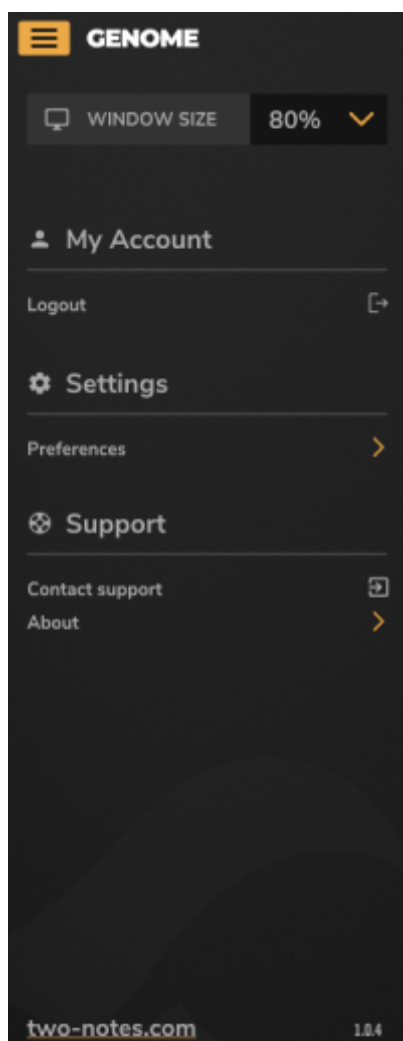 GENOME
WINDOW SIZE 80%
My Account
Logout
Settings
Preferences
Support
Contact support
About
two-notes.com 1.0.4